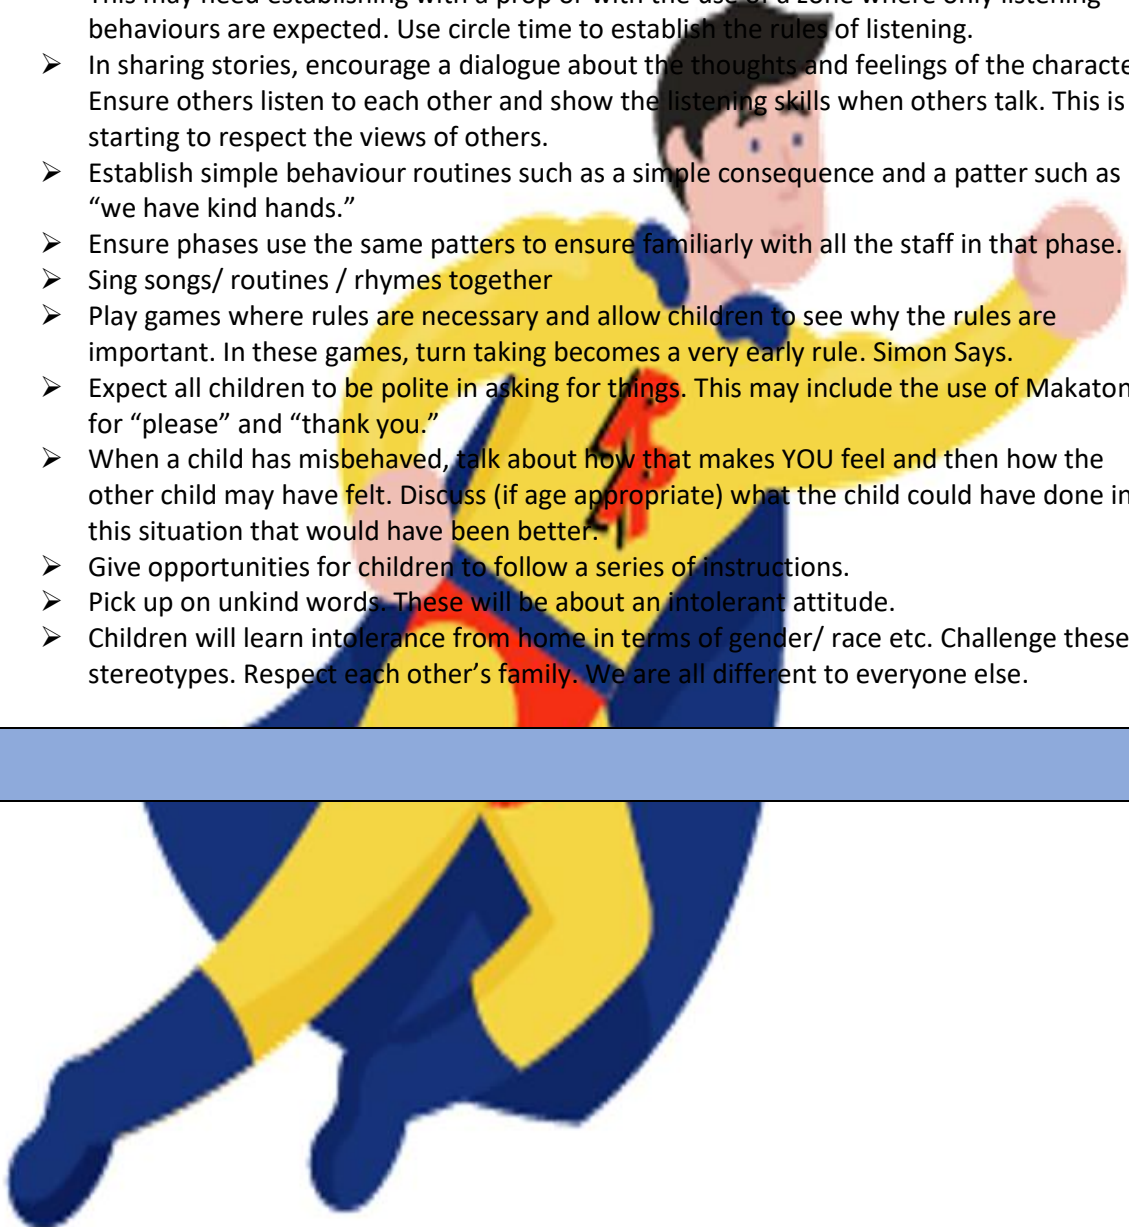 behaviours are expected. Use circle time to establish the rules of listening.
➢ In sharing stories, encourage a dialogue about the thoughts and feelings of the characte
Ensure others listen to each other and show the listening skills when others talk. This is
starting to respect the views of others.
➢ Establish simple behaviour routines such as a simple consequence and a patter such as
“we have kind hands.”
➢ Ensure phases use the same patters to ensure familiarly with all the staff in that phase.
➢ Sing songs/ routines / rhymes together
➢ Play games where rules are necessary and allow children to see why the rules are
important. In these games, turn taking becomes a very early rule. Simon Says.
➢ Expect all children to be polite in asking for things. This may include the use of Makaton
for “please” and “thank you.”
➢ When a child has misbehaved, talk about how that makes YOU feel and then how the
other child may have felt. Discuss (if age appropriate) what the child could have done in
this situation that would have been better.
➢ Give opportunities for children to follow a series of instructions.
➢ Pick up on unkind words. These will be about an intolerant attitude.
➢ Children will learn intolerance from home in terms of gender/ race etc. Challenge these
stereotypes. Respect each other’s family. We are all different to everyone else.